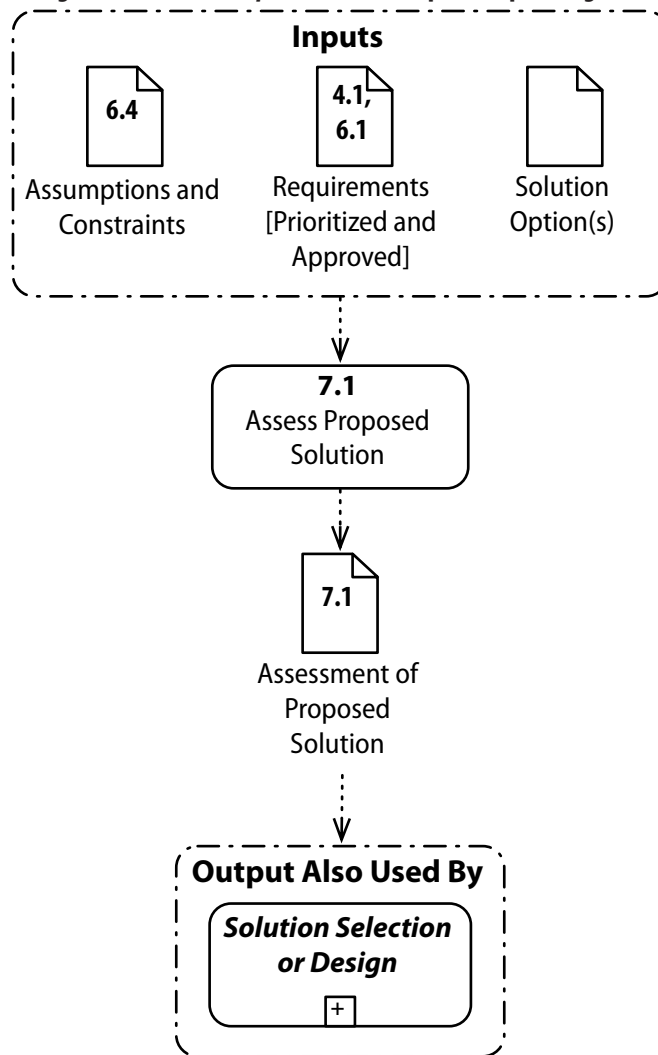 Inputs
6.4
4.1,
6.1
Assumptions and
Constraints
Requirements
[Prioritized and
Approved]
Solution
Option(s)
7.1
Assess Proposed
Solution
7.1
Assessment of
Proposed
Solution
Output Also Used By
Solution Selection
or Design
+